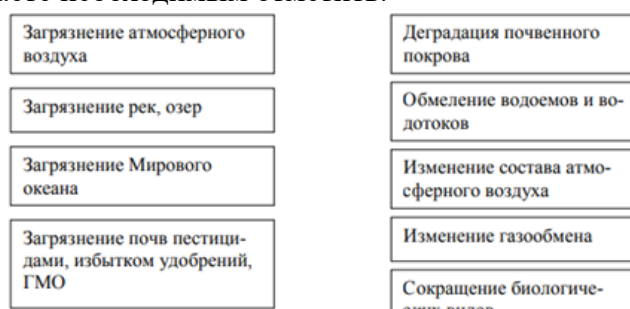 Загрязнение атмосферного
воздуха
Загрязнение рек, озер
Загрязнение Мирового
океана
Загрязнение почв пестици-
дами, избытком удобрений,
ГМО
Деградация почвенного
покрова
Обмеление водоемов и во-
дотоков
Изменение состава атмо-
сферного воздуха
Изменение газообмена
Сокращение биологиче-